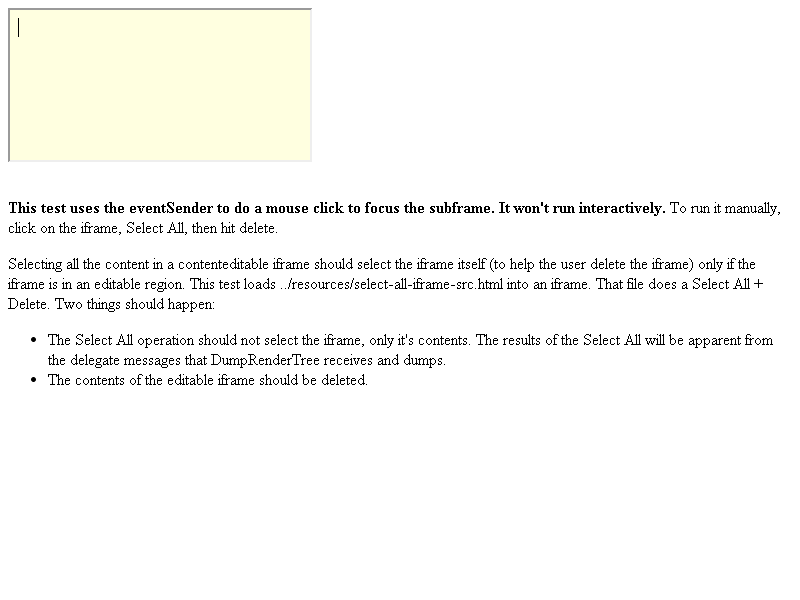 This test uses the eventSender to do a mouse click to focus the subframe. It won't run interactively. To run it manually,
click on the iframe, Select All, then hit delete.
Selecting all the content in a contenteditable iframe should select the iframe itself (to help the user delete the iframe) only if the
iframe is in an editable region. This test loads ../resources/select-all-iframe-src.html into an iframe. That file does a Select All +
Delete. Two things should happen:
• The Select All operation should not select the iframe, only it's contents. The results of the Select All will be apparent from
the delegate messages that DumpRenderTree receives and dumps.
• The contents of the editable iframe should be deleted.